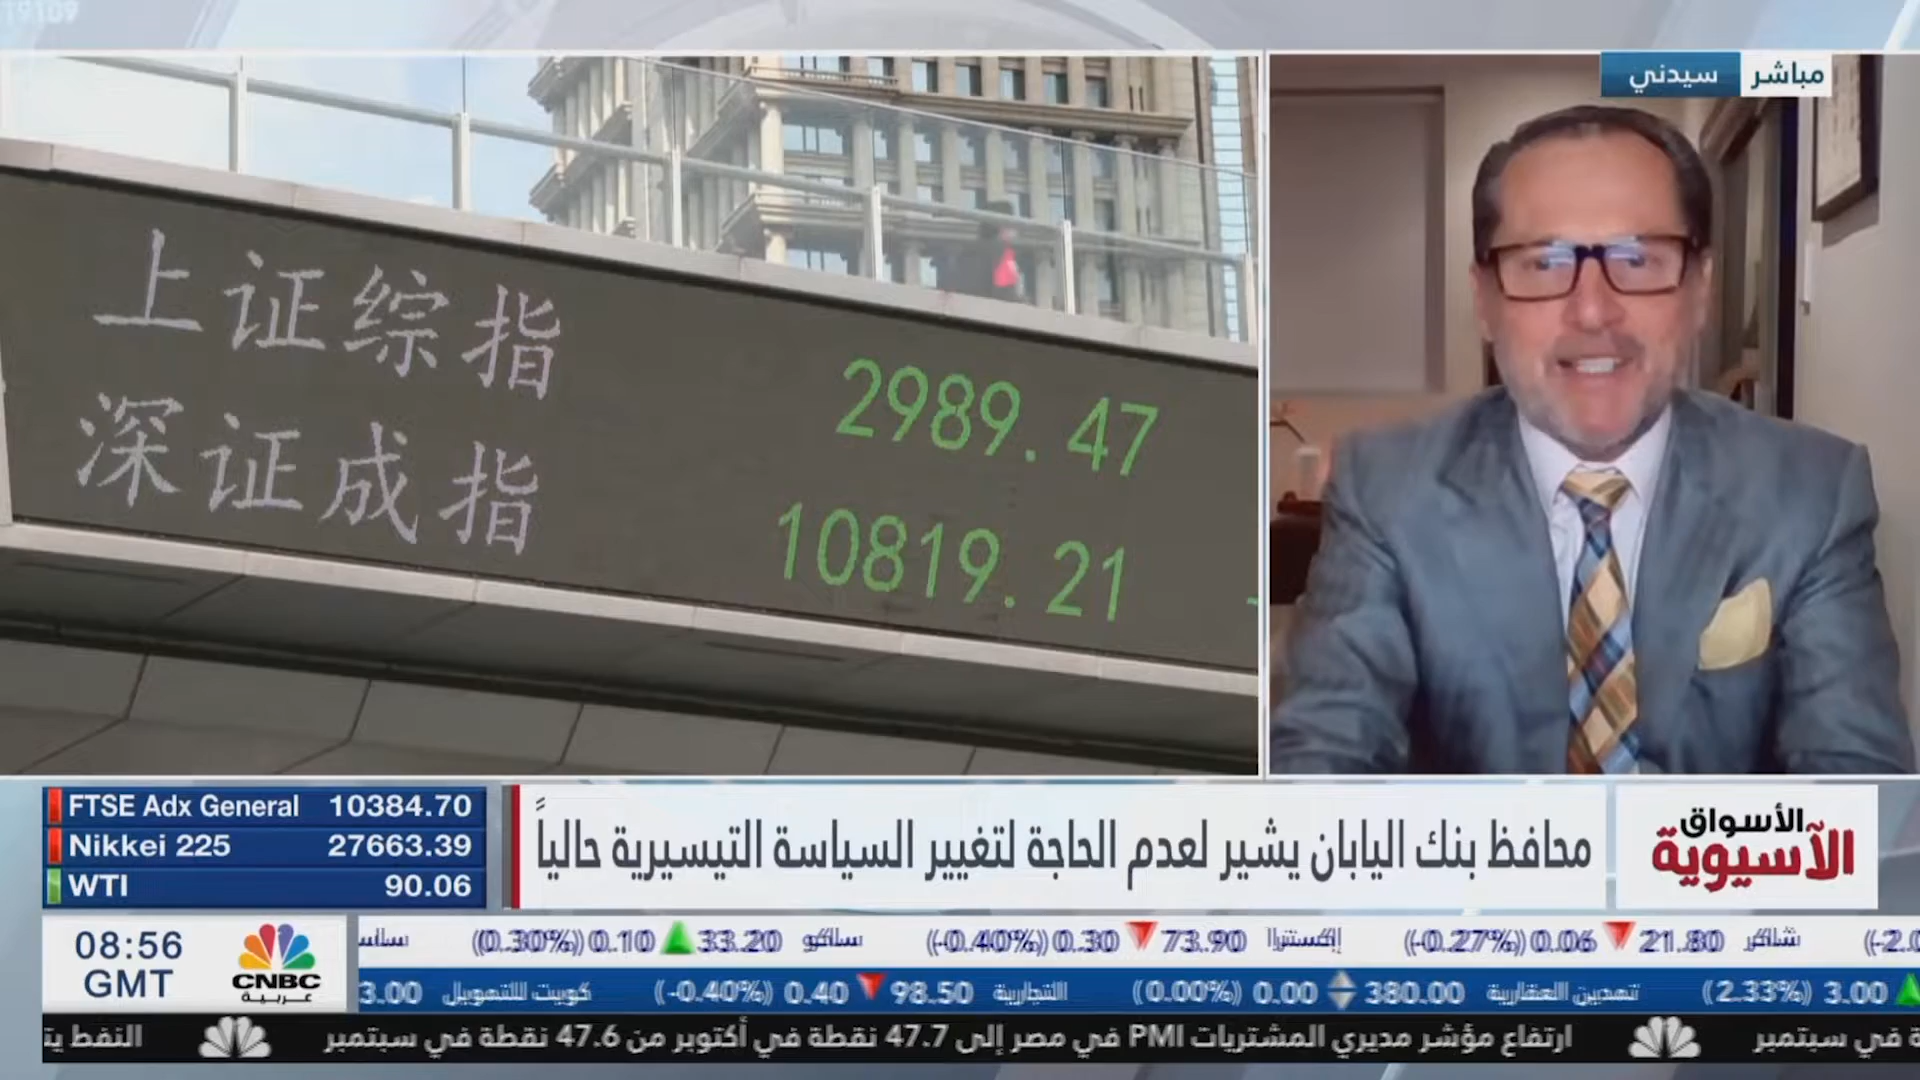 19109
مباشر سيدني
上证综指 2989.47
深证成指 10819.21
FTSE Adx General 10384.70
Nikkei 225 27663.39
WTI 90.06
محافظ بنك اليابان يشير لعدم الحاجة لتغيير السياسة التيسيرية حالياً
الأسواق
الآسيوية
08:56
GMT
CNBC
عربية
شاكر 21.80 0.06 (-0.27%) إكسترا 73.90 0.30 (-0.40%) ساكو 33.20 0.10 (0.30%)
3.00 (2.33%) تمدين العقارية 380.00 0.00 (0.00%) التجارية 98.50 0.40 (-0.40%) كويت للتمويل 3.00
في سبتمبر ارتفاع مؤشر مديري المشتريات PMI في مصر إلى 47.7 نقطة في أكتوبر من 47.6 نقطة في سبتمبر النفط